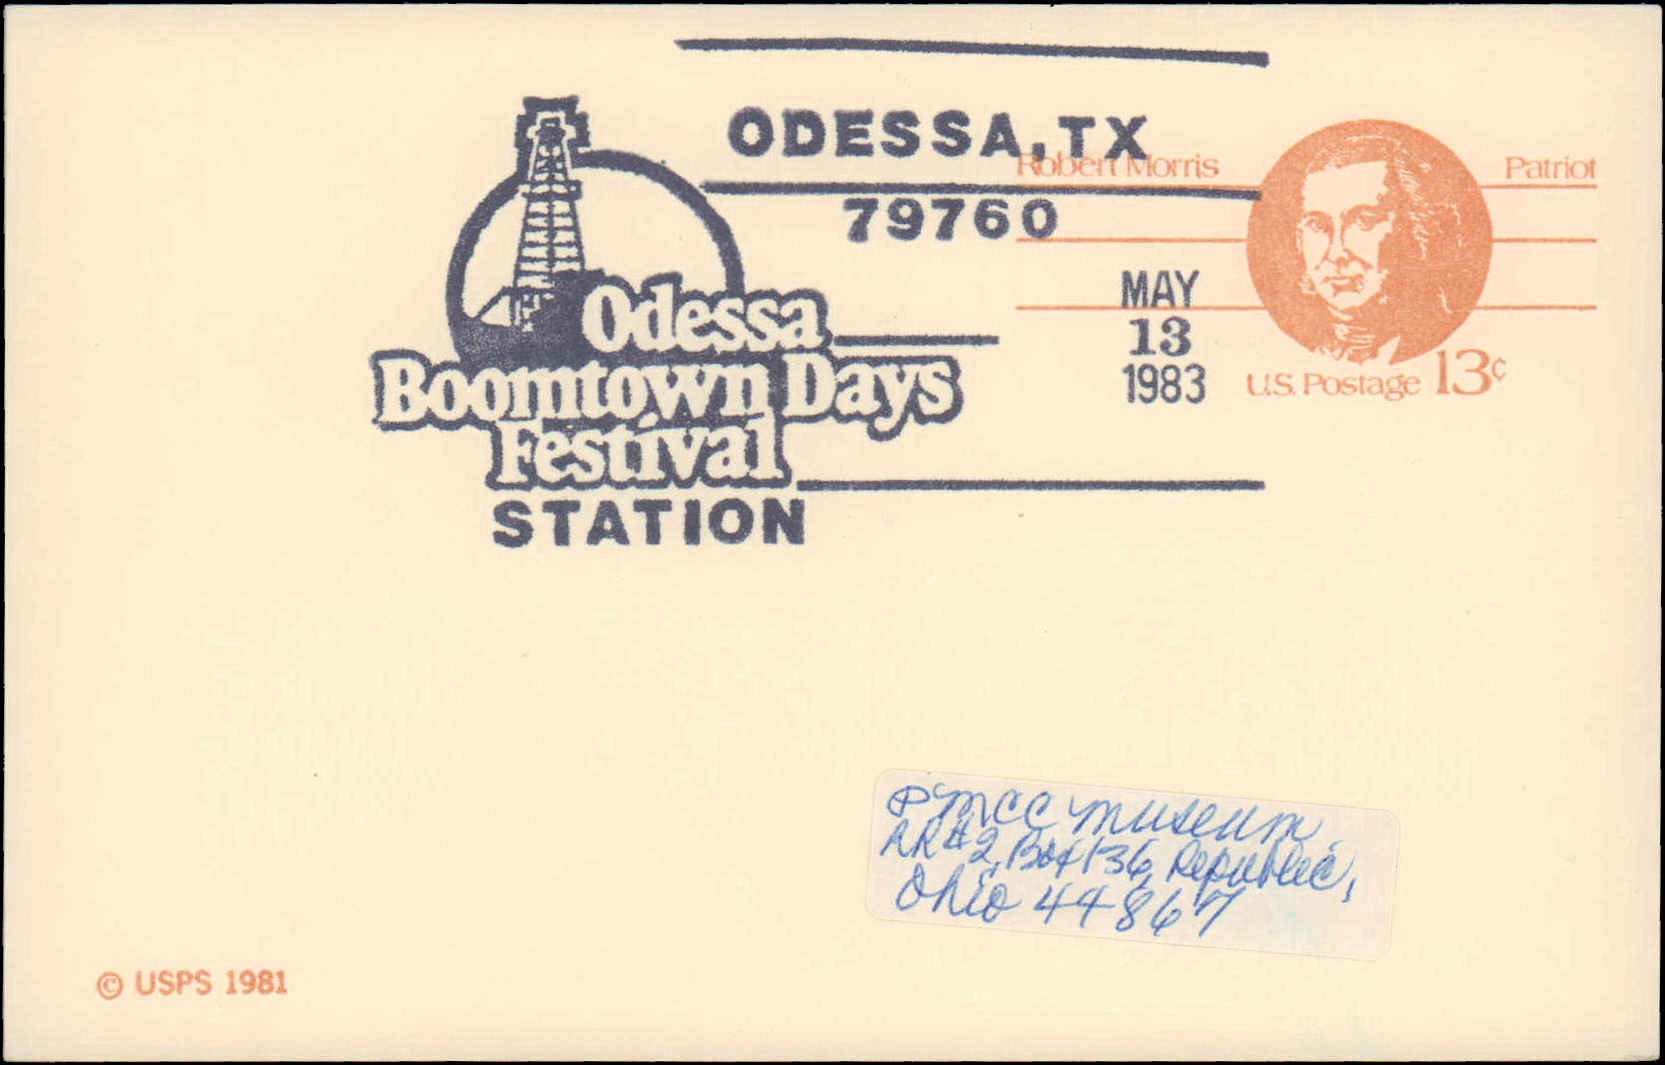 ODESSA, TX
79760
MAY
13
1983
Odessa
Boomtown Days
Festival
STATION
Robert Morris
Patriot
U.S. Postage 13¢
PMCC Museum
RR#2, Box 136, Republic,
Ohio 44867
© USPS 1981